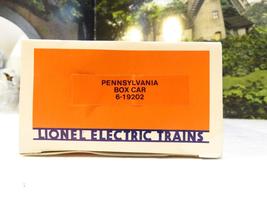 PENNSYLVANIA
BOX CAR
6-19202
LIONEL ELECTRIC TRAINS